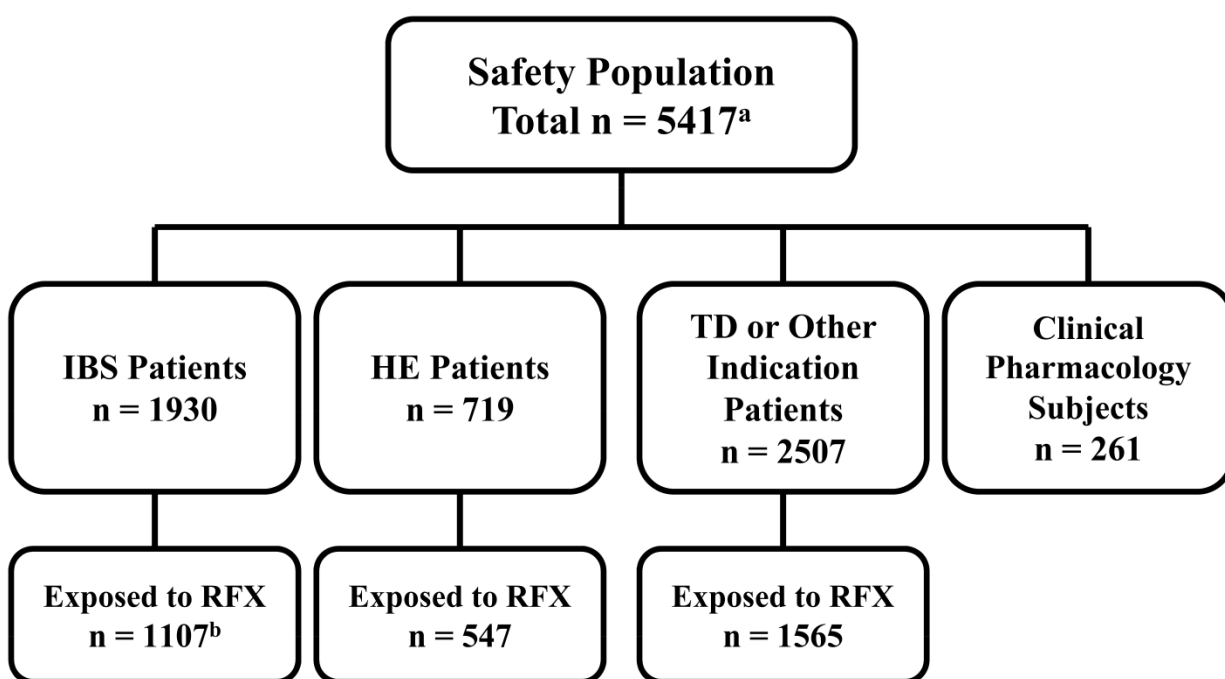 Safety Population
Total n = 5417ᵃ
IBS Patients
n = 1930
HE Patients
n = 719
TD or Other
Indication
Patients
n = 2507
Clinical
Pharmacology
Subjects
n = 261
Exposed to RFX
n = 1107ᵇ
Exposed to RFX
n = 547
Exposed to RFX
n = 1565